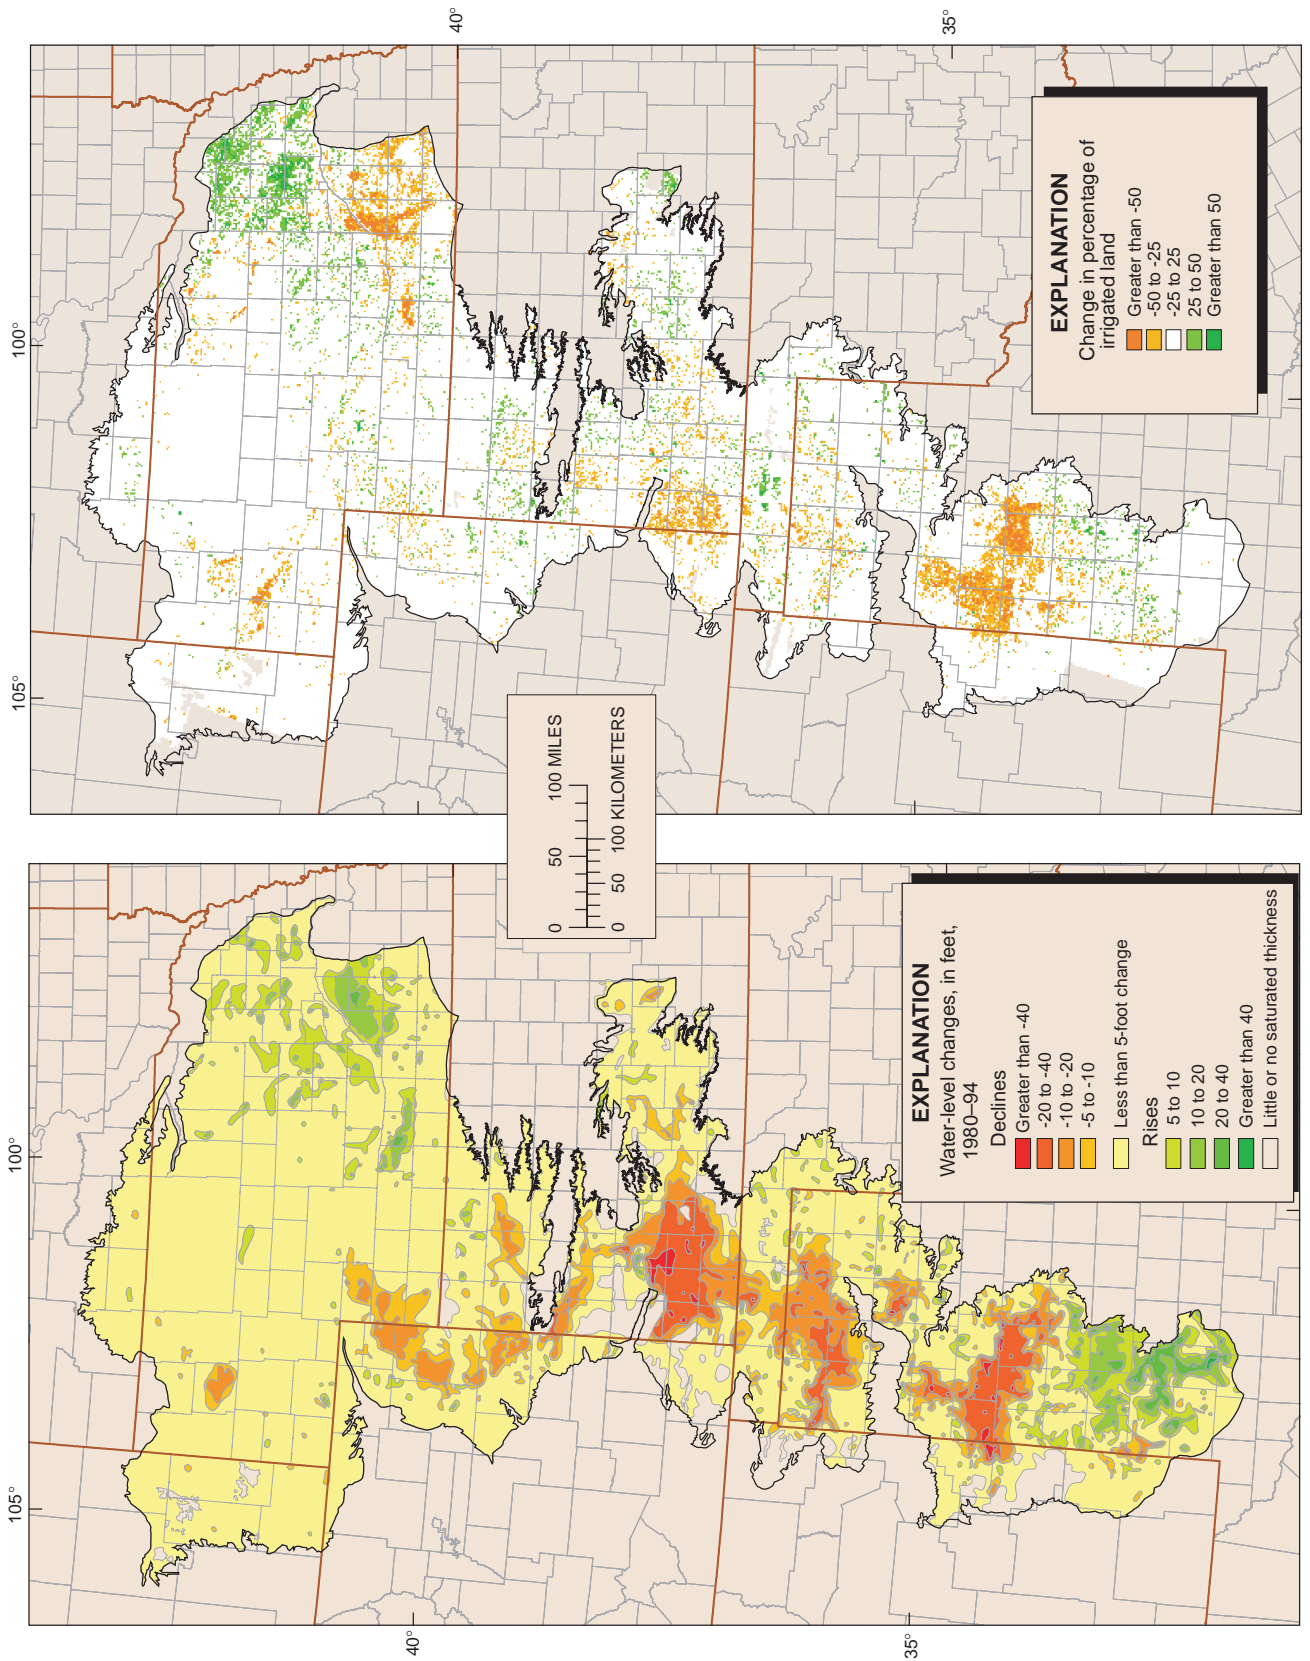 105°
100°
40°
35°
EXPLANATION
Water-level changes, in feet,
1980–94
Declines
Greater than -40
-20 to -40
-10 to -20
-5 to -10
Less than 5-foot change
Rises
5 to 10
10 to 20
20 to 40
Greater than 40
Little or no saturated thickness
0 50 100 MILES
0 50 100 KILOMETERS
105°
100°
40°
35°
EXPLANATION
Change in percentage of
irrigated land
Greater than -50
-50 to -25
-25 to 25
25 to 50
Greater than 50